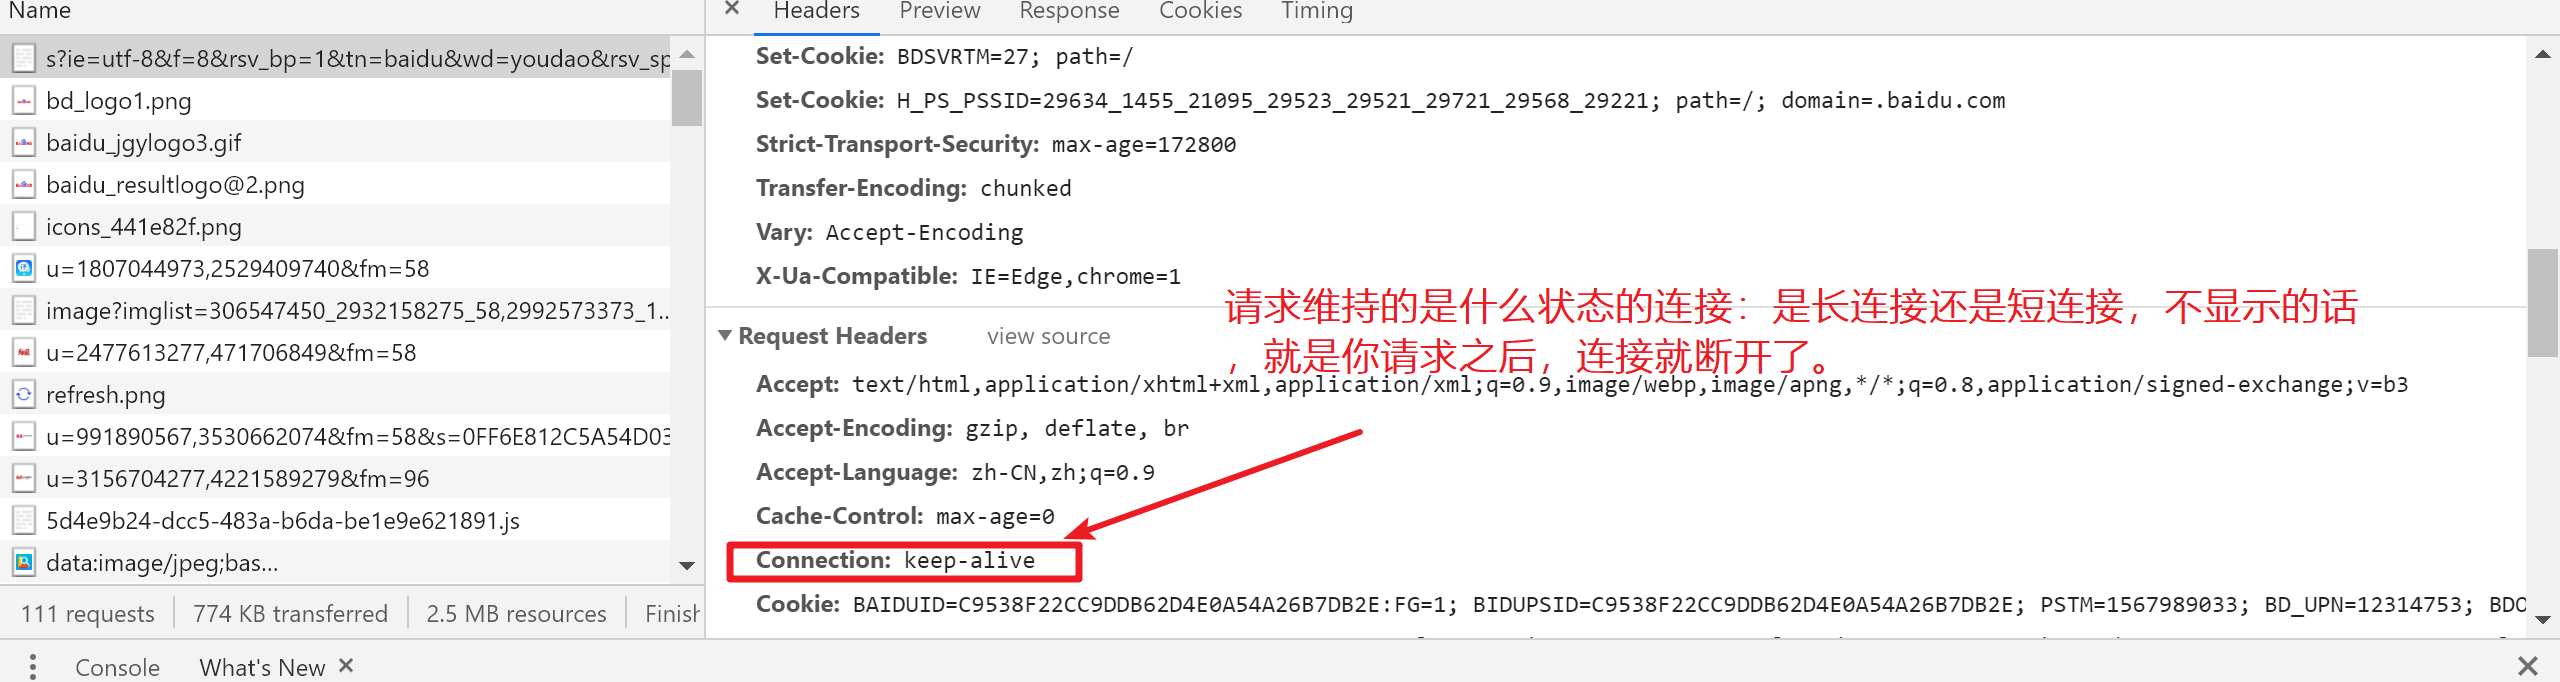 Name
s?ie=utf-8&f=8&rsv_bp=1&tn=baidu&wd=youdao&rsv_sp
bd_logo1.png
baidu_jgylogo3.gif
baidu_resultlogo@2.png
icons_441e82f.png
u=1807044973,2529409740&fm=58
image?imglist=306547450_2932158275_58,2992573373_1...
u=2477613277,471706849&fm=58
refresh.png
u=991890567,3530662074&fm=58&s=0FF6E812C5A54D03
u=3156704277,4221589279&fm=96
5d4e9b24-dcc5-483a-b6da-be1e9e621891.js
data:image/jpeg;bas...
111 requests 774 KB transferred 2.5 MB resources Finish
Headers Preview Response Cookies Timing
Set-Cookie: BDSVRTM=27; path=/
Set-Cookie: H_PS_PSSID=29634_1455_21095_29523_29521_29721_29568_29221; path=/; domain=.baidu.com
Strict-Transport-Security: max-age=172800
Transfer-Encoding: chunked
Vary: Accept-Encoding
X-Ua-Compatible: IE=Edge,chrome=1
请求维持的是什么状态的连接：是长连接还是短连接，不显示的话
，就是你请求之后，连接就断开了。
Request Headers view source
Accept: text/html,application/xhtml+xml,application/xml;q=0.9,image/webp,image/apng,*/*;q=0.8,application/signed-exchange;v=b3
Accept-Encoding: gzip, deflate, br
Accept-Language: zh-CN,zh;q=0.9
Cache-Control: max-age=0
Connection: keep-alive
Cookie: BAIDUID=C9538F22CC9DDB62D4E0A54A26B7DB2E:FG=1; BIDUPSID=C9538F22CC9DDB62D4E0A54A26B7DB2E; PSTM=1567989033; BD_UPN=12314753; BDO
Console What's New